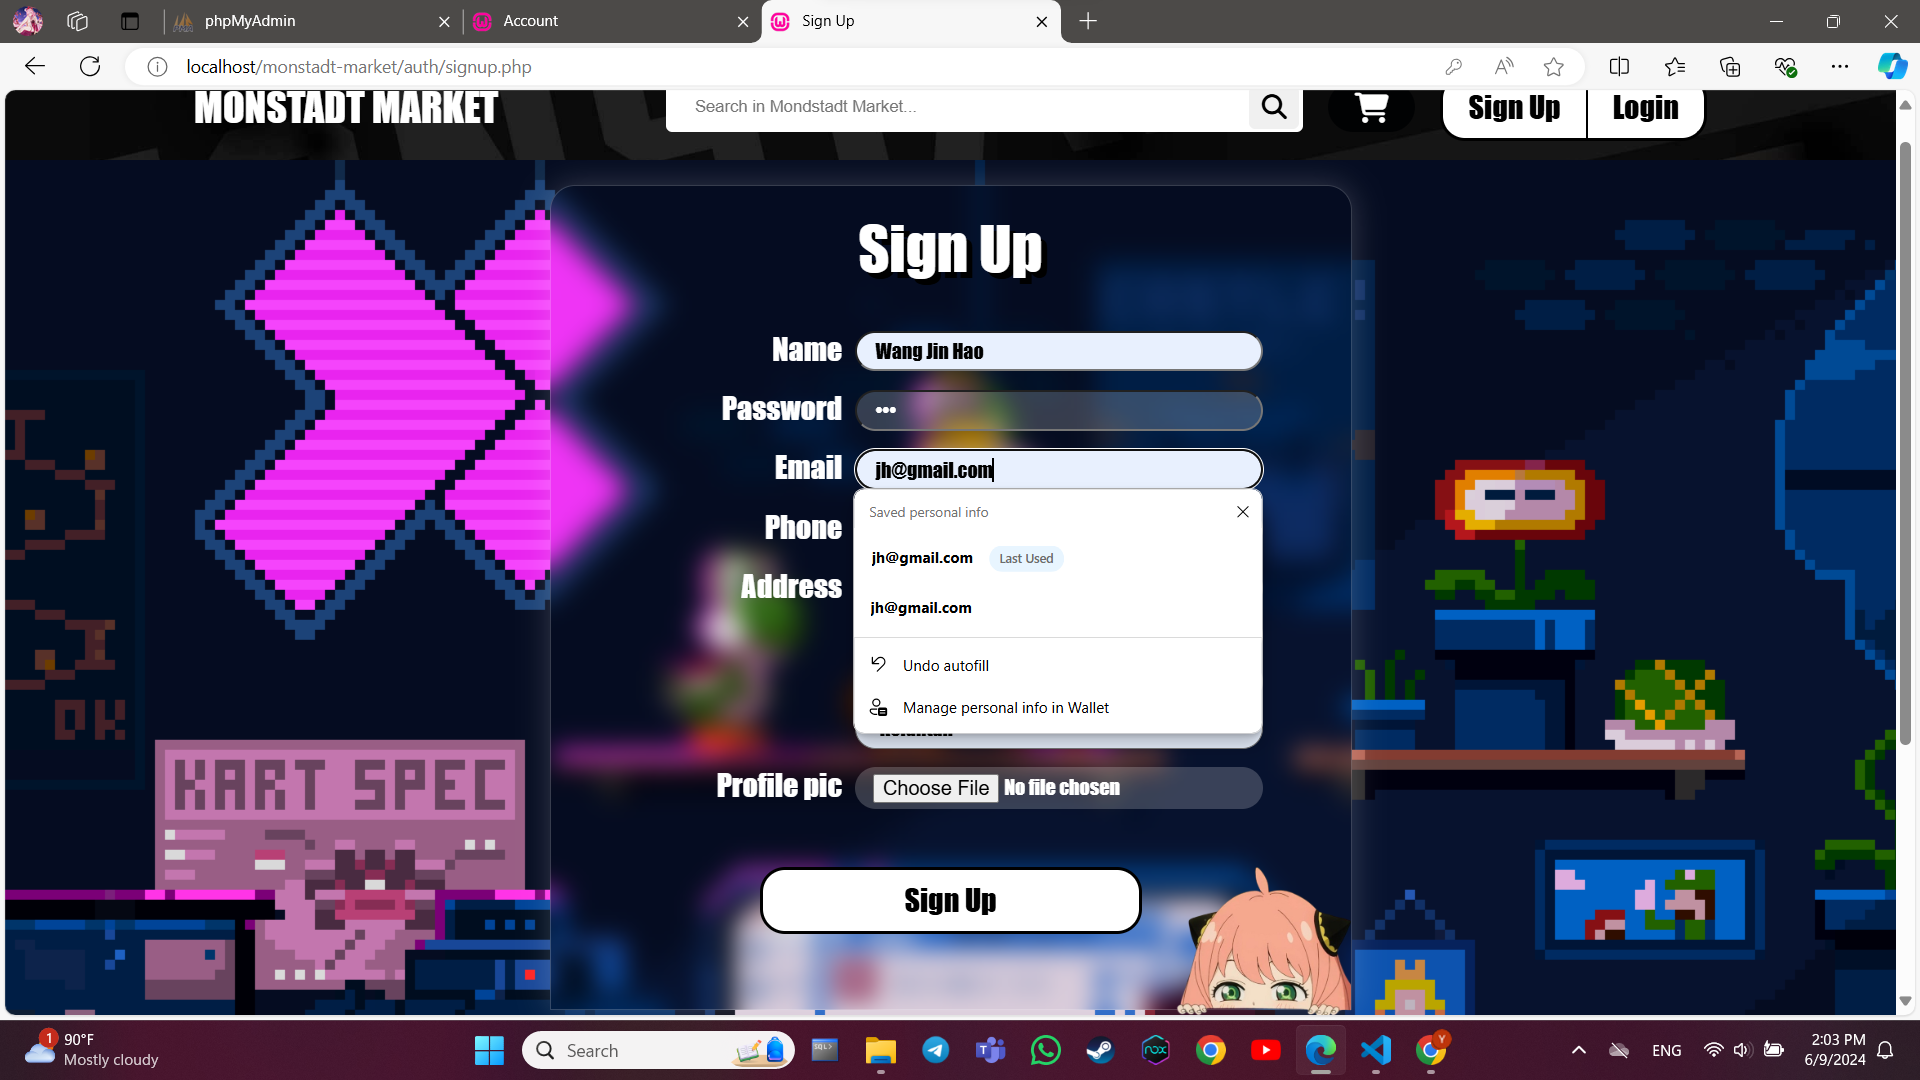 phpMyAdmin
Account
Sign Up
localhost/monstadt-market/auth/signup.php
MONSTADT MARKET
Search in Mondstadt Market...
Sign Up
Login
Sign Up
Name
Wang Jin Hao
Password
•••
Email
jh@gmail.com
Saved personal info
jh@gmail.com Last Used
jh@gmail.com
Undo autofill
Manage personal info in Wallet
Phone
Address
Profile pic
Choose File No file chosen
Sign Up
DK
KART SPEC
1
90°F
Mostly cloudy
Search
SQL>
nox
Y
ENG
2:03 PM
6/9/2024